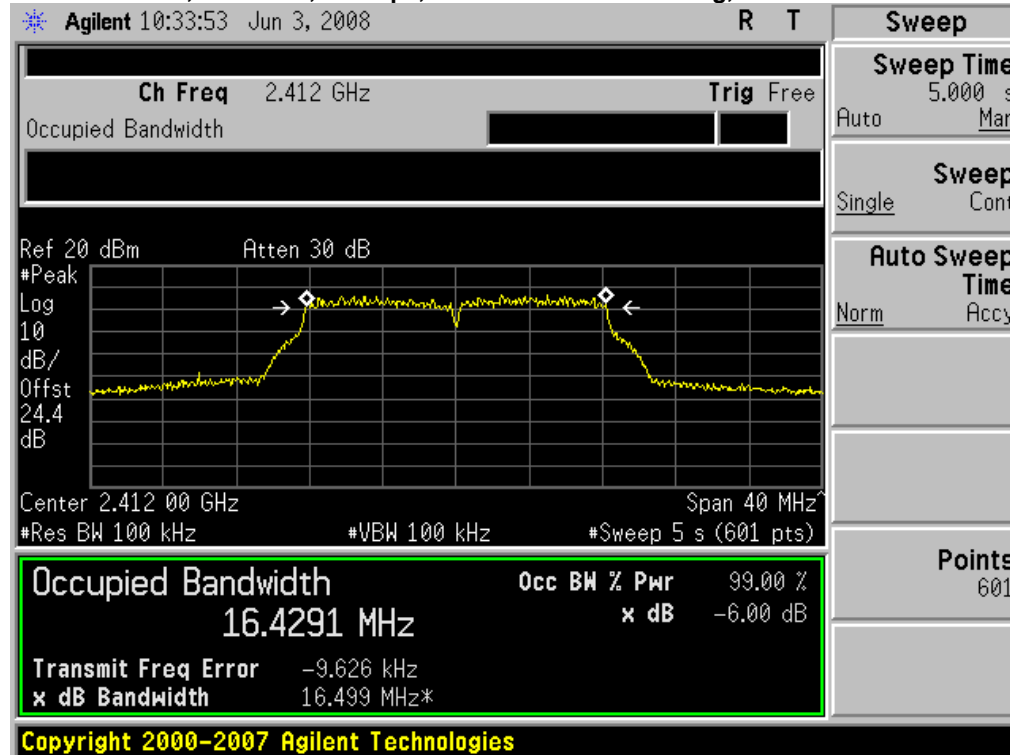 Agilent 10:33:53 Jun 3, 2008 R T
Ch Freq 2.412 GHz Trig Free
Occupied Bandwidth
Ref 20 dBm Atten 30 dB
#Peak
Log
10
dB/
Offst
24.4
dB
Center 2.412 00 GHz Span 40 MHz^
#Res BW 100 kHz #VBW 100 kHz #Sweep 5 s (601 pts)
Occupied Bandwidth Occ BW % Pwr 99.00 %
16.4291 MHz x dB -6.00 dB
Transmit Freq Error -9.626 kHz
x dB Bandwidth 16.499 MHz*
Copyright 2000-2007 Agilent Technologies
Sweep
Sweep Time
5.000
Auto Man
Sweep
Single Cont
Auto Sweep
Time
Norm Accy
Points
601